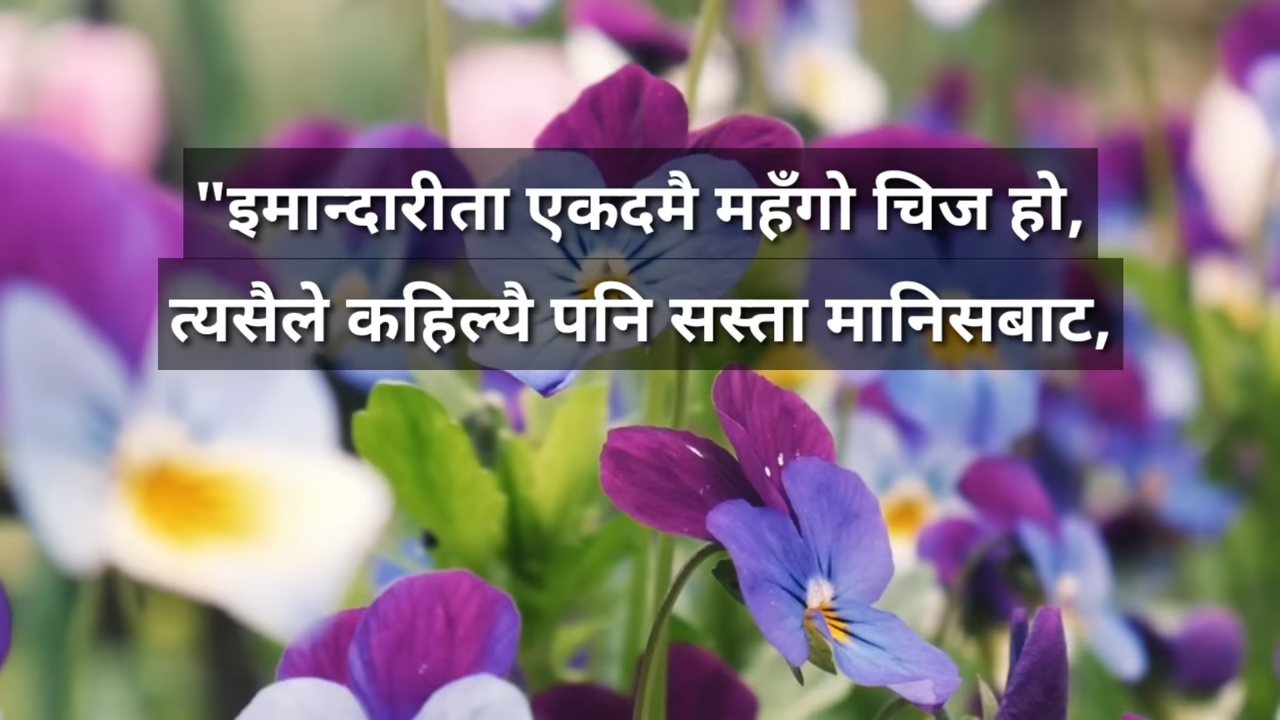 "इमान्दारीता एकदमै महँगो चिज हो,
त्यसैले कहिल्यै पनि सस्ता मानिसबाट,